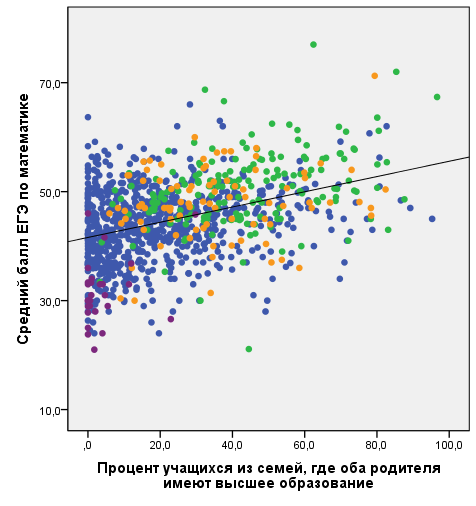 Средний балл ЕГЭ по математике
70,0
50,0
30,0
10,0
,0 20,0 40,0 60,0 80,0 100,0
Процент учащихся из семей, где оба родителя
имеют высшее образование